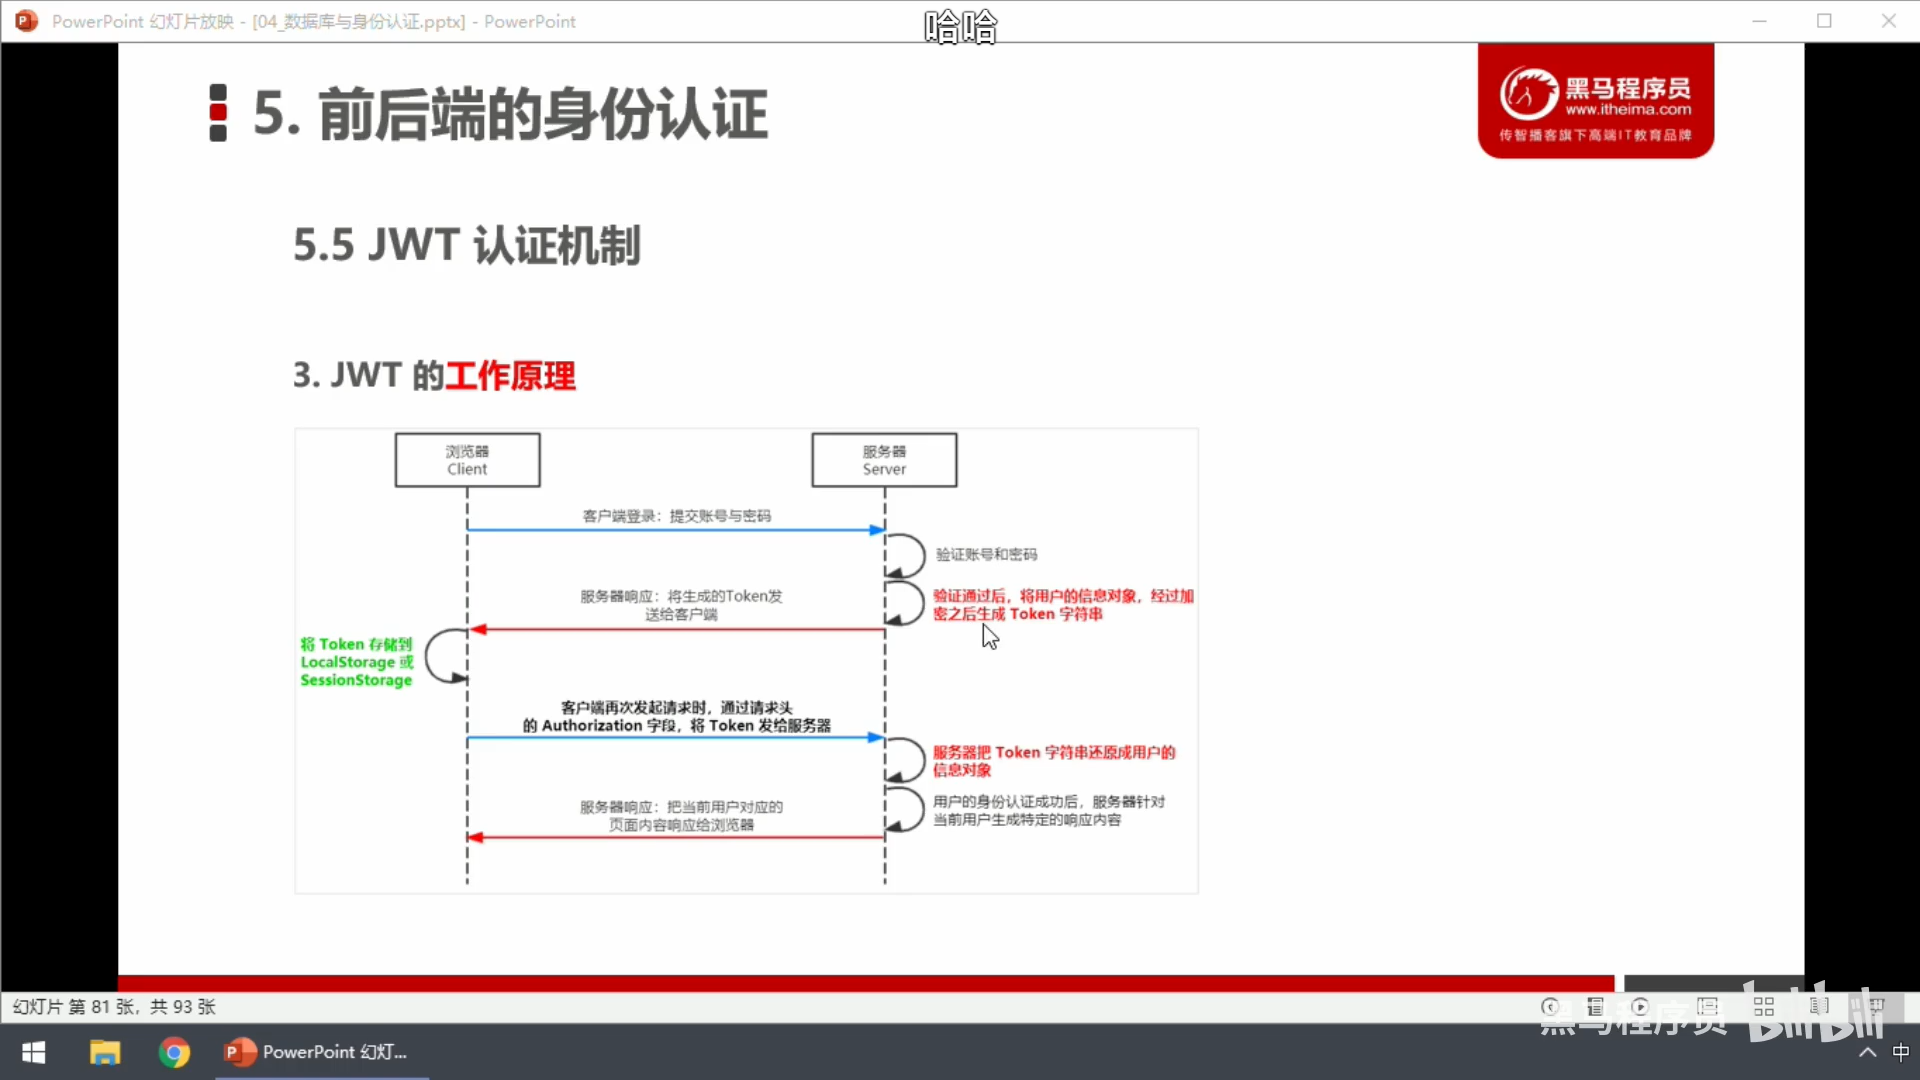 PowerPoint 幻灯片放映 - [04_数据库与身份认证.pptx] - PowerPoint
哈哈
5. 前后端的身份认证
黑马程序员
www.itheima.com
传智播客旗下高端IT教育品牌
5.5 JWT 认证机制
3. JWT 的工作原理
浏览器
Client
服务器
Server
客户端登录：提交账号与密码
验证账号和密码
验证通过后，将用户的信息对象，经过加
密之后生成 Token 字符串
服务器响应：将生成的Token发
送给客户端
将 Token 存储到
LocalStorage 或
SessionStorage
客户端再次发起请求时，通过请求头
的 Authorization 字段，将 Token 发给服务器
服务器把 Token 字符串还原成用户的
信息对象
用户的身份认证成功后，服务器针对
当前用户生成特定的响应内容
服务器响应：把当前用户对应的
页面内容响应给浏览器
幻灯片 第 81 张，共 93 张
黑马程序员
bilibili
PowerPoint 幻灯...
中